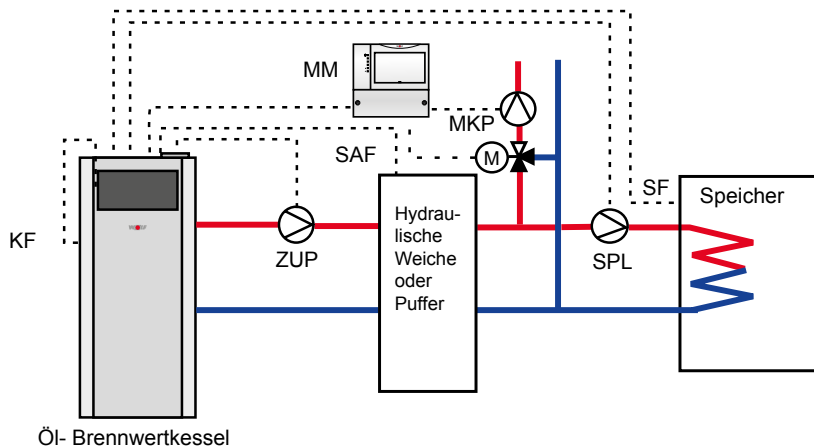 MM
MKP
SAF
M
SF
Speicher
KF
ZUP
Hydrau-
lische
Weiche
oder
Puffer
SPL
Öl- Brennwertkessel